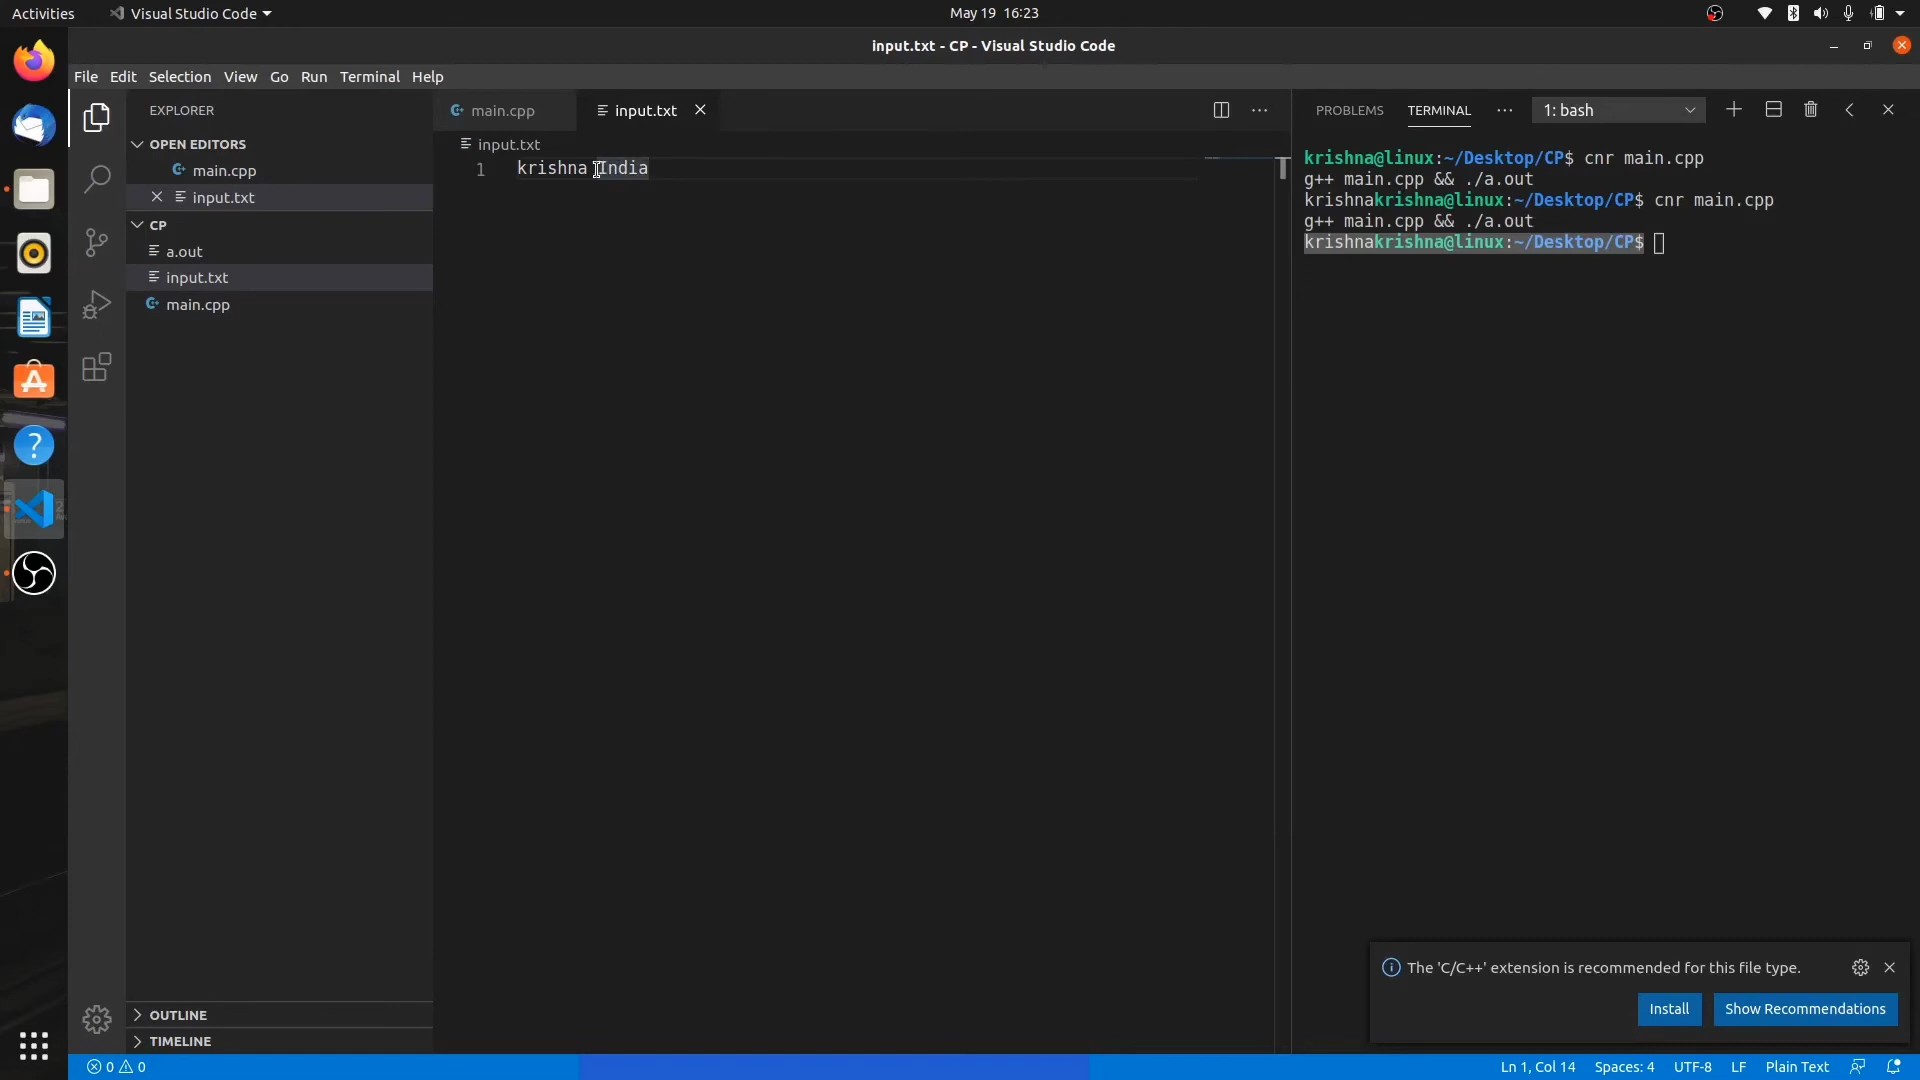 Activities
Visual Studio Code
May 19 16:23
input.txt - CP - Visual Studio Code
File Edit Selection View Go Run Terminal Help
EXPLORER
OPEN EDITORS
main.cpp
input.txt
CP
a.out
input.txt
main.cpp
OUTLINE
TIMELINE
main.cpp
input.txt
input.txt
1 krishna India
PROBLEMS TERMINAL
1: bash
krishna@linux:~/Desktop/CP$ cnr main.cpp
g++ main.cpp && ./a.out
krishnakrishna@linux:~/Desktop/CP$ cnr main.cpp
g++ main.cpp && ./a.out
krishnakrishna@linux:~/Desktop/CP$
The 'C/C++' extension is recommended for this file type.
Install
Show Recommendations
0 0
Ln 1, Col 14 Spaces: 4 UTF-8 LF Plain Text